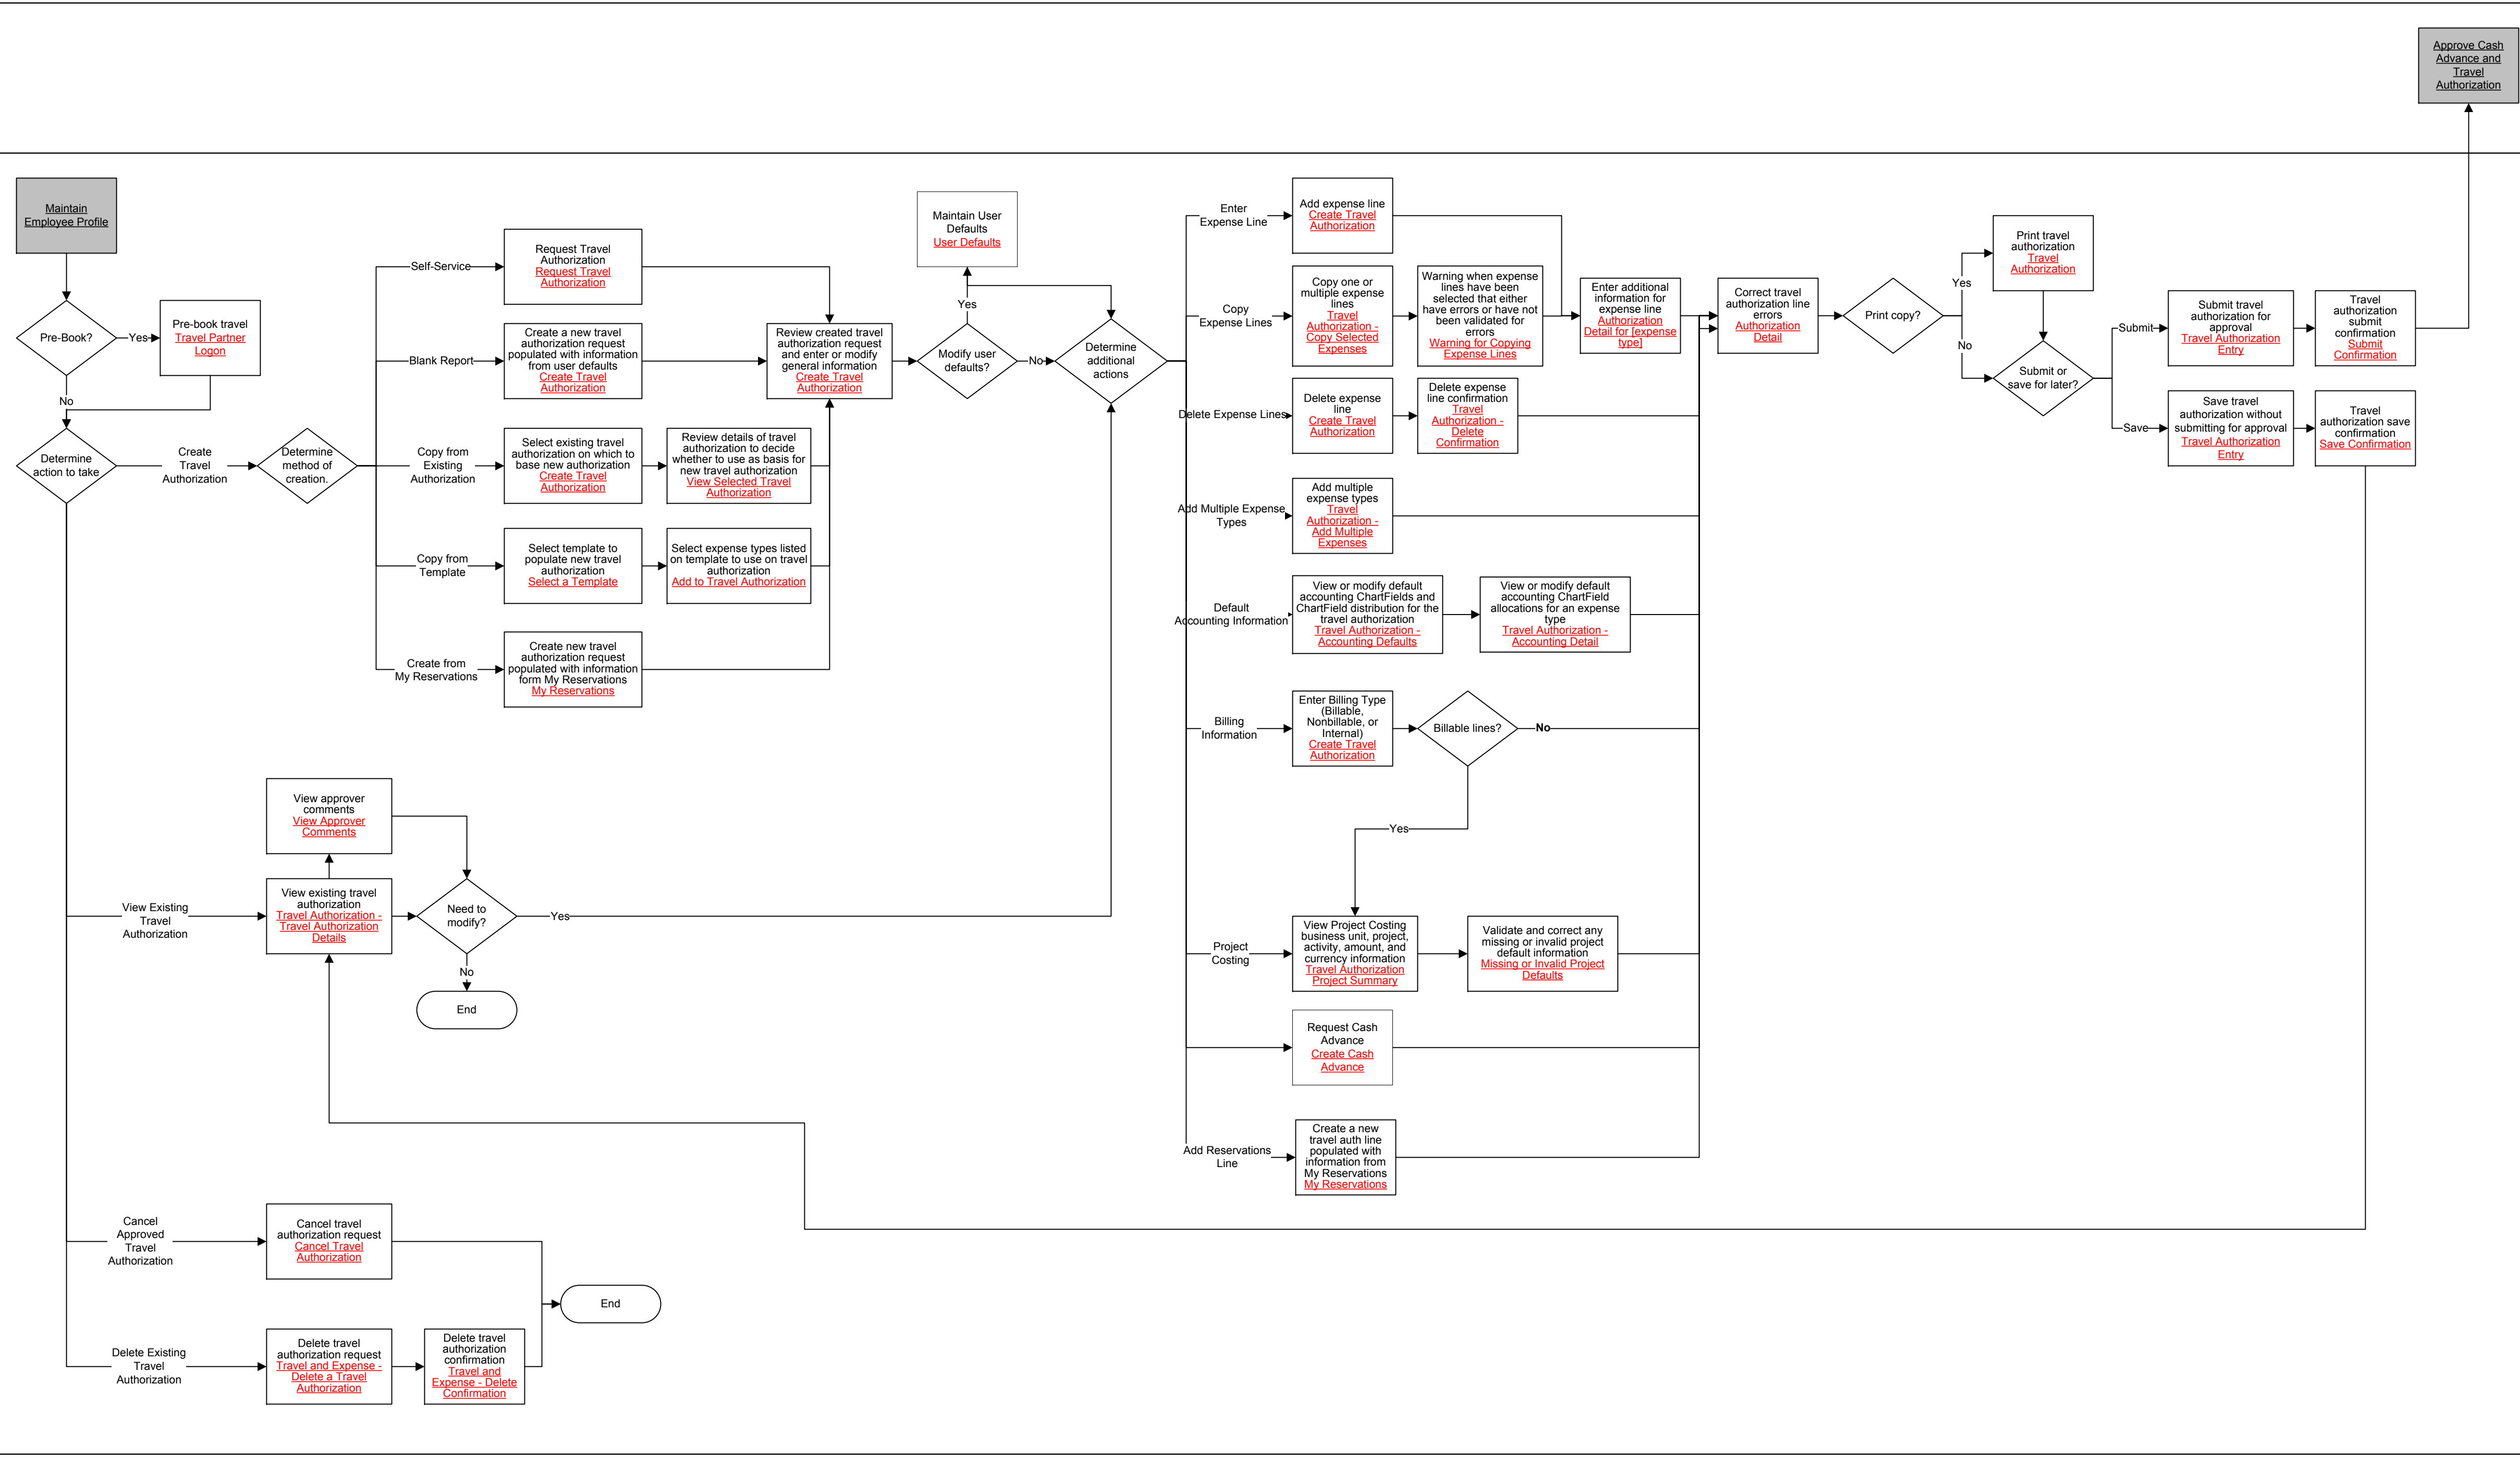 Approve Cash
Advance and
Travel
Authorization
Maintain
Employee Profile
Pre-Book?
Yes
Pre-book travel
Travel Partner
Logon
No
Determine
action to take
Create
Travel
Authorization
Determine
method of
creation.
Self-Service
Request Travel
Authorization
Request Travel
Authorization
Blank Report
Create a new travel
authorization request
populated with information
from user defaults
Create Travel
Authorization
Copy from
Existing
Authorization
Select existing travel
authorization on which to
base new authorization
Create Travel
Authorization
Review details of travel
authorization to decide
whether to use as basis for
new travel authorization
View Selected Travel
Authorization
Copy from
Template
Select template to
populate new travel
authorization
Select a Template
Select expense types listed
on template to use on travel
authorization
Add to Travel Authorization
Create from
My Reservations
Create new travel
authorization request
populated with information
form My Reservations
My Reservations
Review created travel
authorization request
and enter or modify
general information
Create Travel
Authorization
Modify user
defaults?
Yes
Maintain User
Defaults
User Defaults
No
Determine
additional
actions
Enter
Expense Line
Add expense line
Create Travel
Authorization
Copy
Expense Lines
Copy one or
multiple expense
lines
Travel
Authorization -
Copy Selected
Expenses
Warning when expense
lines have been
selected that either
have errors or have not
been validated for
errors
Warning for Copying
Expense Lines
Enter additional
information for
expense line
Authorization
Detail for [expense
type]
Delete Expense Lines
Delete expense
line
Create Travel
Authorization
Delete expense
line confirmation
Travel
Authorization -
Delete
Confirmation
Add Multiple Expense
Types
Add multiple
expense types
Travel
Authorization -
Add Multiple
Expenses
Default
Accounting Information
View or modify default
accounting ChartFields and
ChartField distribution for the
travel authorization
Travel Authorization -
Accounting Defaults
View or modify default
accounting ChartField
allocations for an expense
type
Travel Authorization -
Accounting Detail
Billing
Information
Enter Billing Type
(Billable,
Nonbillable, or
Internal)
Create Travel
Authorization
Billable lines?
No
Yes
Project
Costing
View Project Costing
business unit, project,
activity, amount, and
currency information
Travel Authorization
Project Summary
Validate and correct any
missing or invalid project
default information
Missing or Invalid Project
Defaults
Request Cash
Advance
Create Cash
Advance
Add Reservations
Line
Create a new
travel auth line
populated with
information from
My Reservations
My Reservations
Correct travel
authorization line
errors
Authorization
Detail
Print copy?
Yes
Print travel
authorization
Travel
Authorization
No
Submit or
save for later?
Submit
Submit travel
authorization for
approval
Travel Authorization
Entry
Travel
authorization
submit
confirmation
Submit
Confirmation
Save
Save travel
authorization without
submitting for approval
Travel Authorization
Entry
Travel
authorization save
confirmation
Save Confirmation
View approver
comments
View Approver
Comments
View Existing
Travel
Authorization
View existing travel
authorization
Travel Authorization -
Travel Authorization
Details
Need to
modify?
Yes
No
End
Cancel
Approved
Travel
Authorization
Cancel travel
authorization request
Cancel Travel
Authorization
End
Delete Existing
Travel
Authorization
Delete travel
authorization request
Travel and Expense -
Delete a Travel
Authorization
Delete travel
authorization
confirmation
Travel and
Expense - Delete
Confirmation